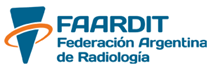 FAARDIT
Federación Argentina
de Radiología